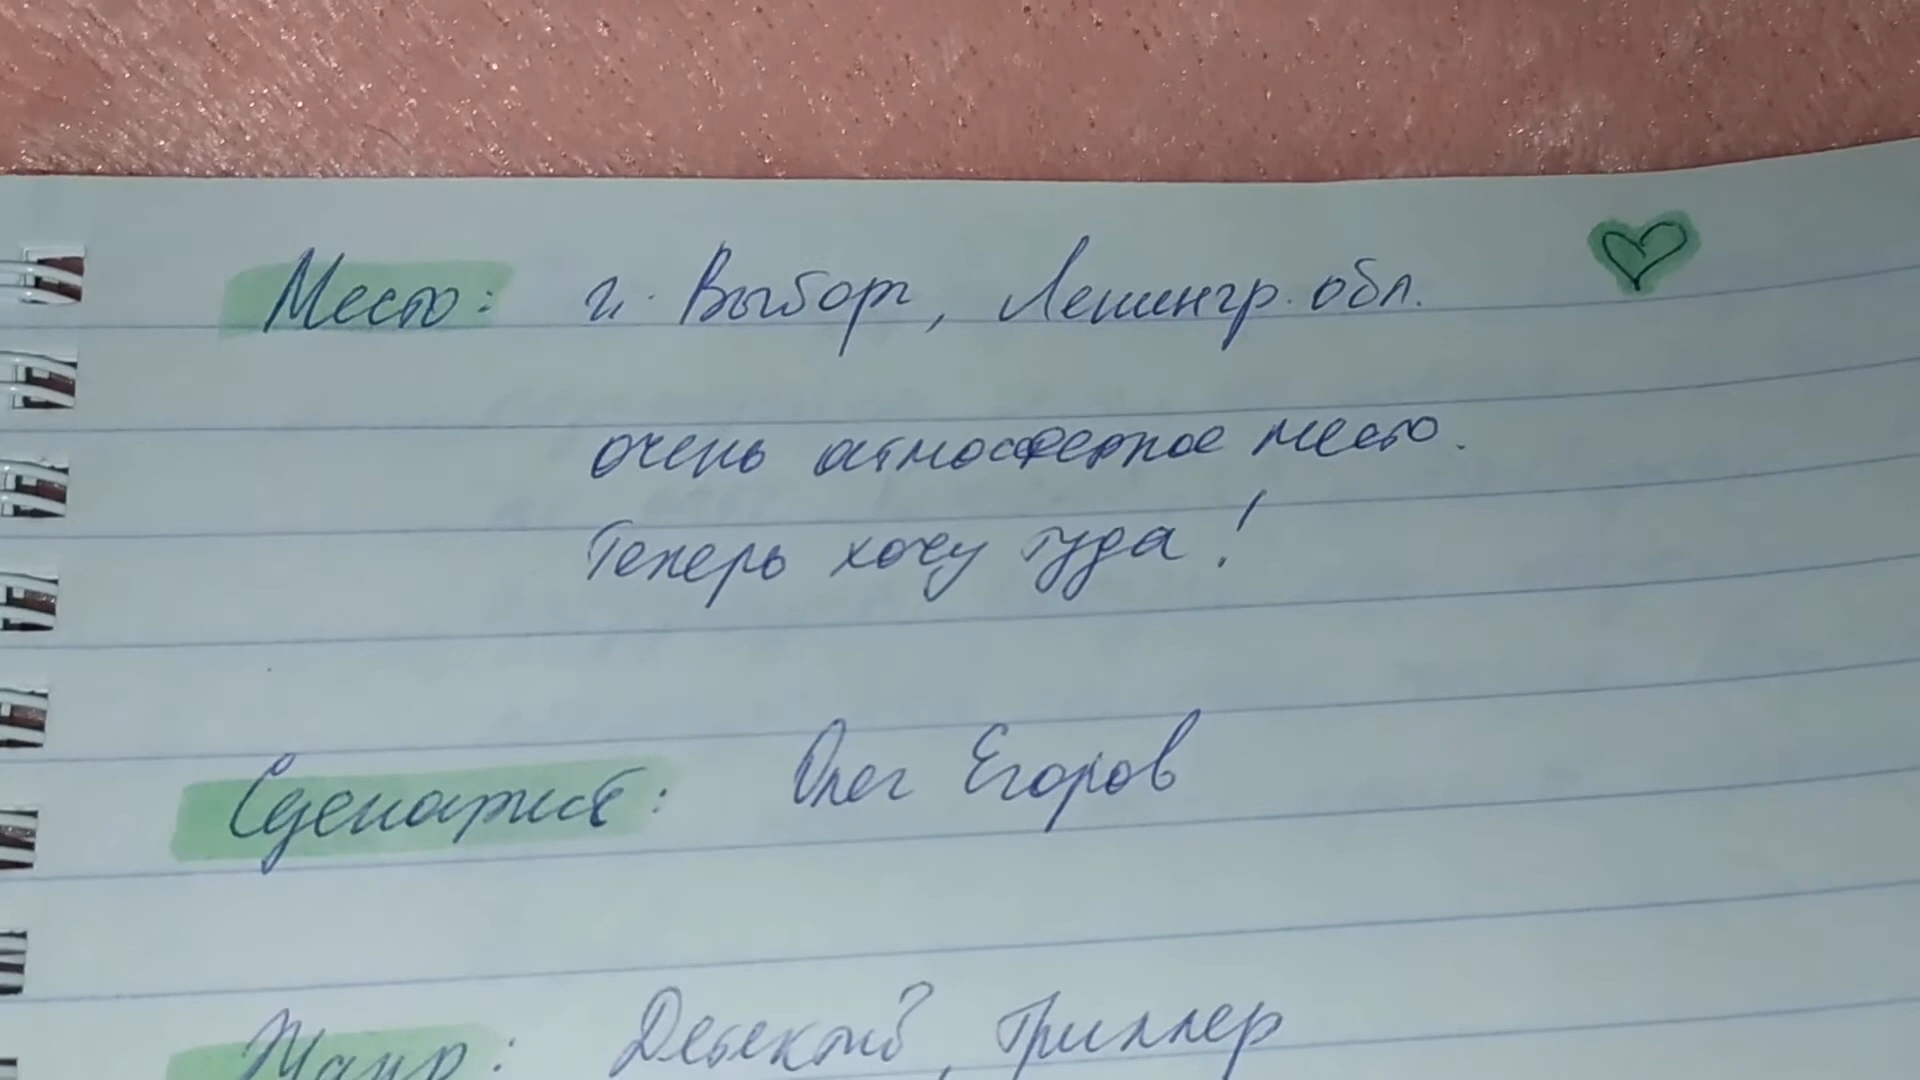 Место: г. Выборг, Ленингр. обл.
очень атмосферное место.
Теперь хочу туда!
Сценарист: Олег Егоров
Жанр: Детектив, Триллер